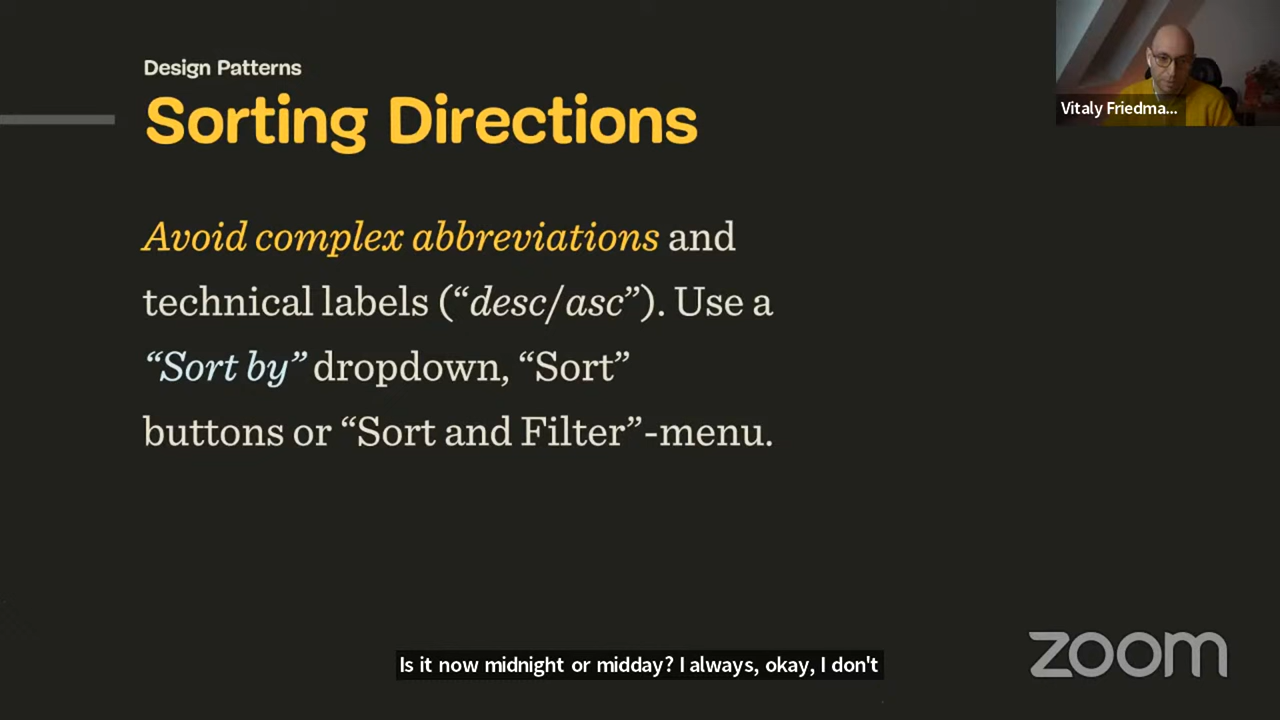 Design Patterns
Sorting Directions
Avoid complex abbreviations and
technical labels (“desc/asc”). Use a
“Sort by” dropdown, “Sort”
buttons or “Sort and Filter”-menu.
Vitaly Friedma...
Is it now midnight or midday? I always, okay, I don't
zoom